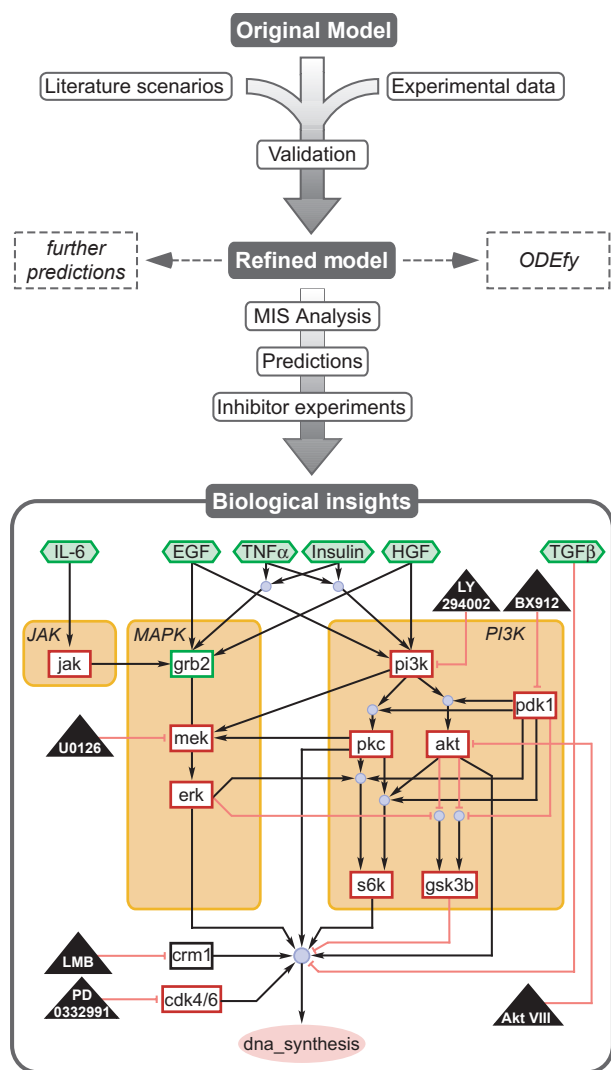 Original Model
Literature scenarios
Experimental data
Validation
further
predictions
Refined model
ODEfy
MIS Analysis
Predictions
Inhibitor experiments
Biological insights
IL-6
EGF
TNFα
Insulin
HGF
TGFβ
LY
294002
BX912
JAK
MAPK
PI3K
jak
grb2
pi3k
pdk1
U0126
mek
pkc
akt
erk
s6k
gsk3b
LMB
crm1
PD
0332991
cdk4/6
Akt VIII
dna_synthesis